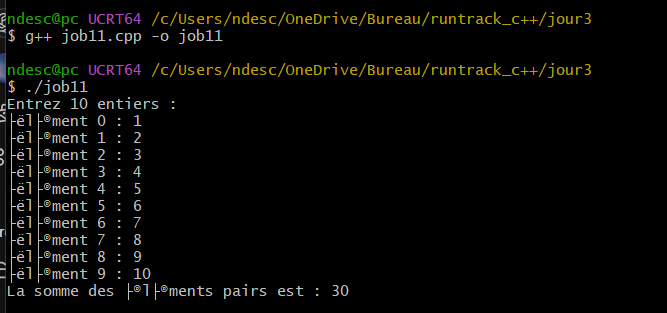 ndesc@pc UCRT64 /c/Users/ndesc/OneDrive/Bureau/runtrack_c++/jour3
$ g++ job11.cpp -o job11
ndesc@pc UCRT64 /c/Users/ndesc/OneDrive/Bureau/runtrack_c++/jour3
$ ./job11
Entrez 10 entiers :
├ël├®ment 0 : 1
├ël├®ment 1 : 2
├ël├®ment 2 : 3
├ël├®ment 3 : 4
├ël├®ment 4 : 5
├ël├®ment 5 : 6
├ël├®ment 6 : 7
├ël├®ment 7 : 8
├ël├®ment 8 : 9
├ël├®ment 9 : 10
La somme des ├®l├®ments pairs est : 30